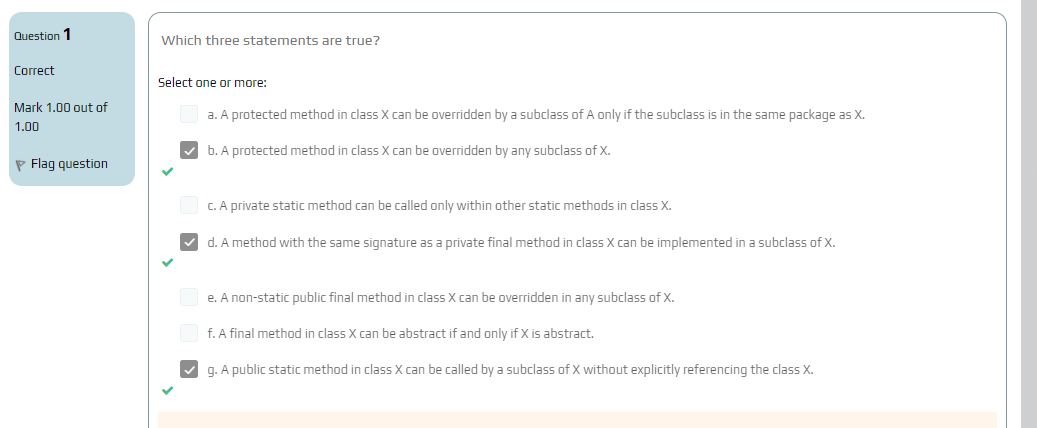 Question 1
Correct
Mark 1.00 out of
1.00
Flag question
Which three statements are true?
Select one or more:
a. A protected method in class X can be overridden by a subclass of A only if the subclass is in the same package as X.
b. A protected method in class X can be overridden by any subclass of X.
c. A private static method can be called only within other static methods in class X.
d. A method with the same signature as a private final method in class X can be implemented in a subclass of X.
e. A non-static public final method in class X can be overridden in any subclass of X.
f. A final method in class X can be abstract if and only if X is abstract.
g. A public static method in class X can be called by a subclass of X without explicitly referencing the class X.